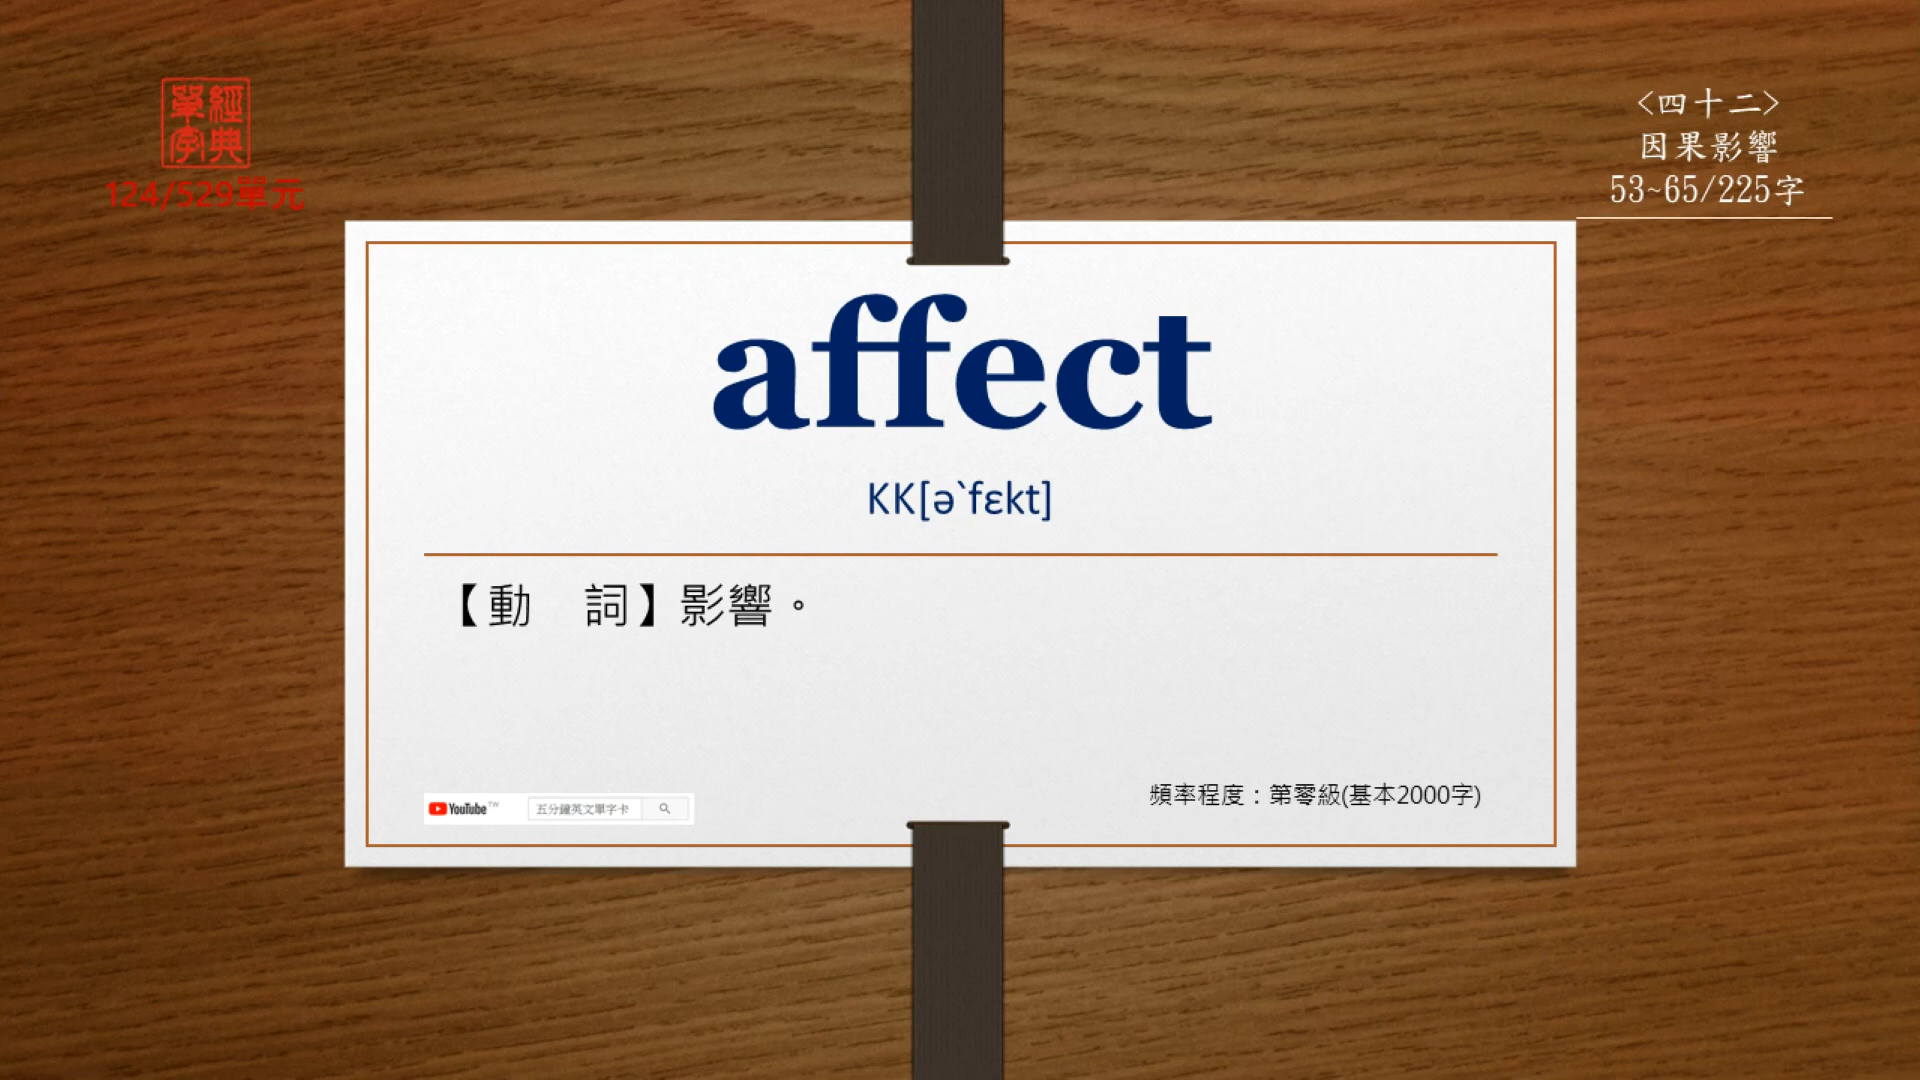 經典
單字
124/529單元
<四十二>
因果影響
53~65/225字
affect
KK[ə`fɛkt]
【動　詞】影響。
YouTube TW
五分鐘英文單字卡
頻率程度：第零級(基本2000字)